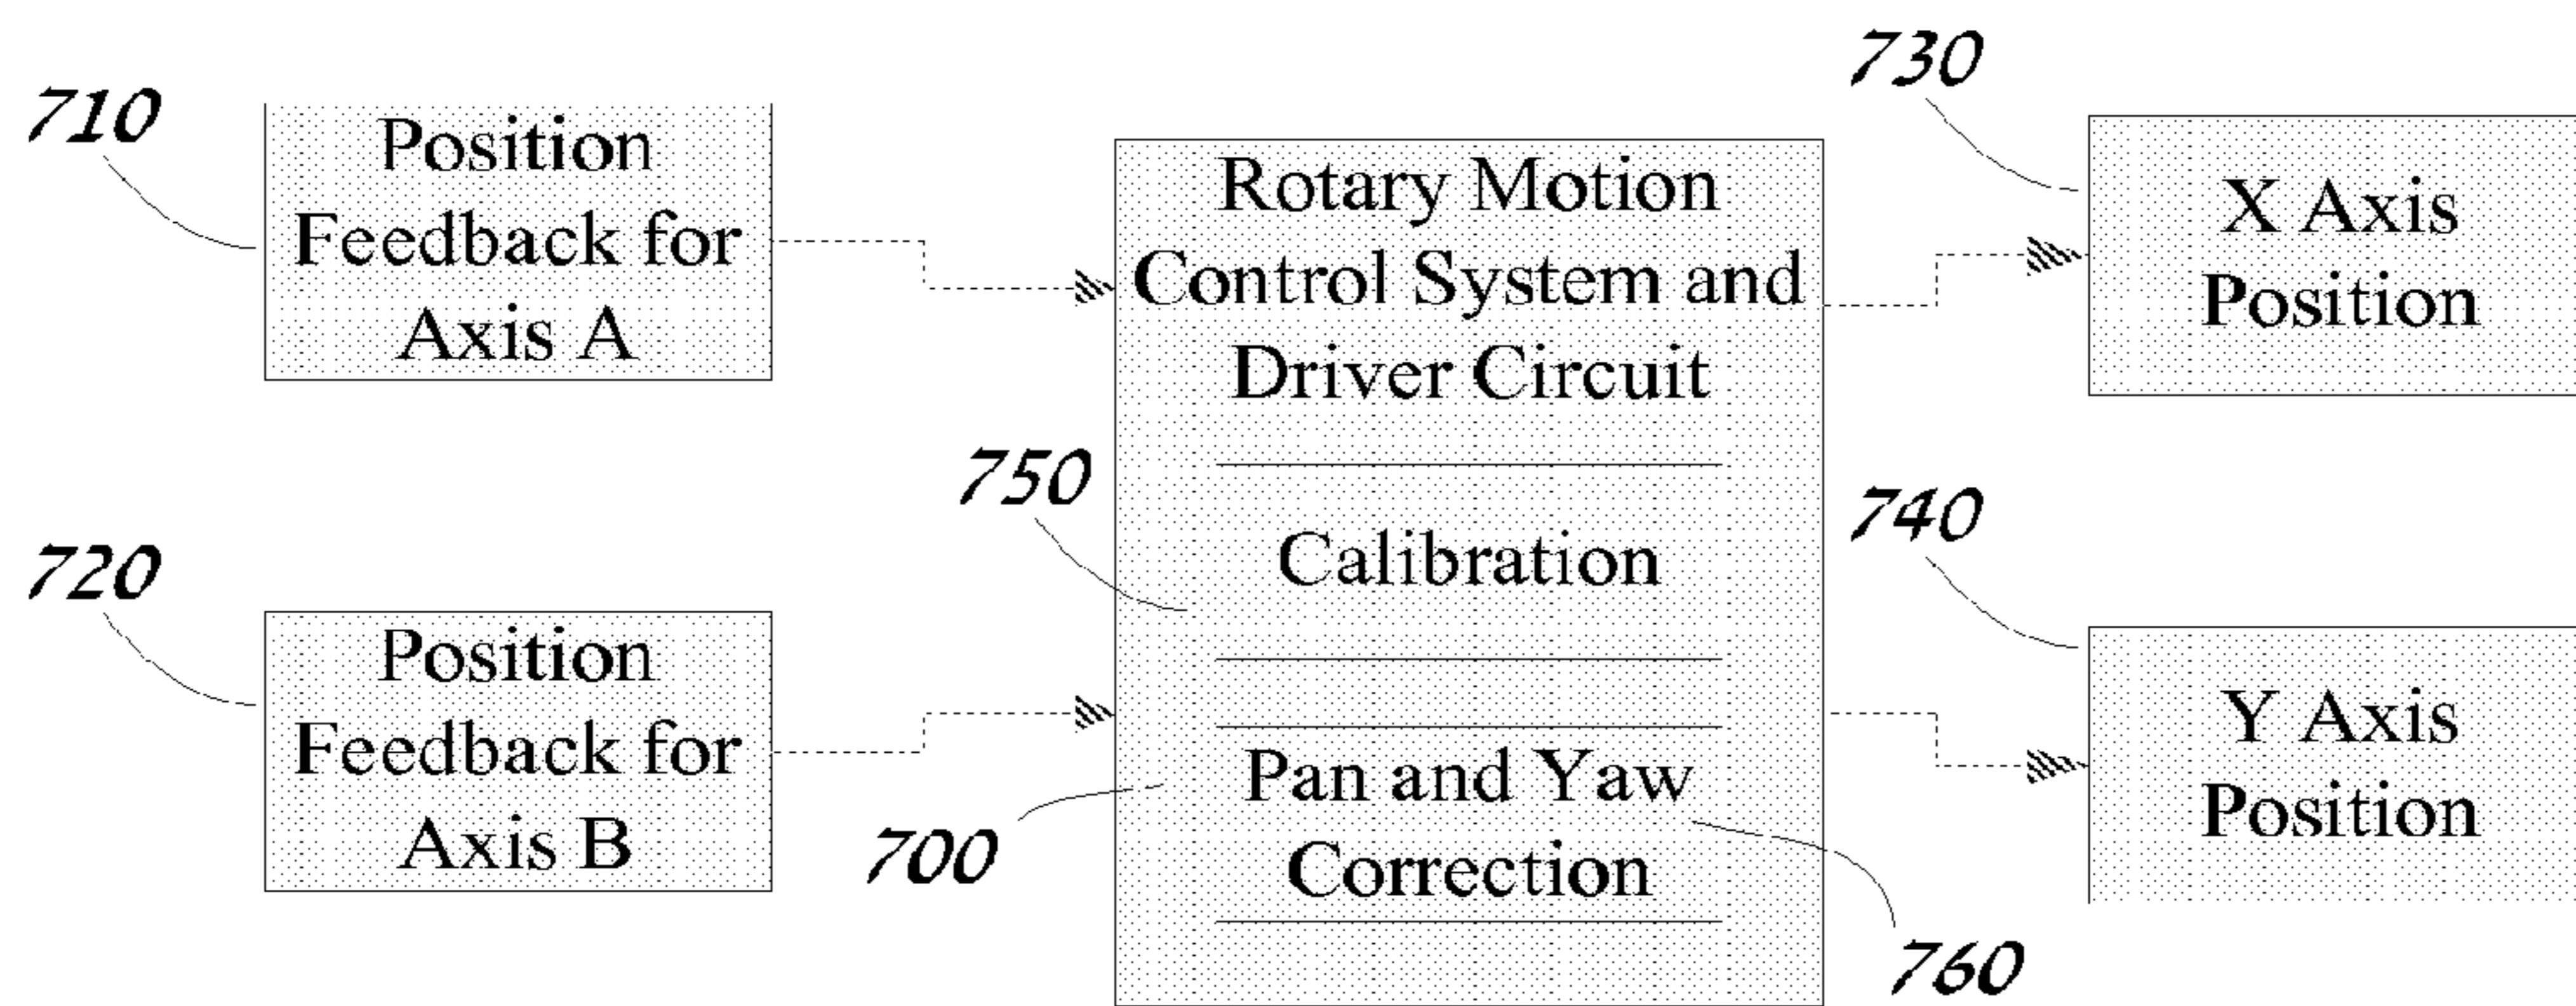 710
Position
Feedback for
Axis A
720
Position
Feedback for
Axis B
Rotary Motion
Control System and
Driver Circuit
750
Calibration
700
Pan and Yaw
Correction
760
730
X Axis
Position
740
Y Axis
Position